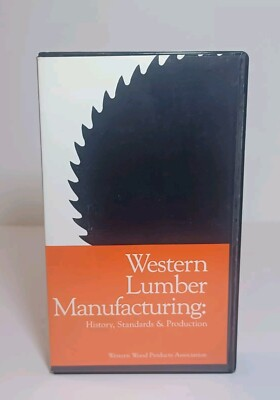 Western
Lumber
Manufacturing:
History, Standards & Production
Western Wood Products Association